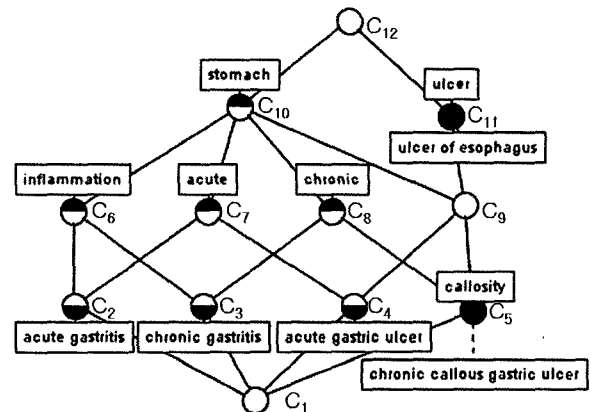 C12
stomach
ulcer
C10
C11
ulcer of esophagus
inflammation
acute
chronic
C6
C7
C8
C9
callosity
C2
C3
C4
C5
acute gastritis
chronic gastritis
acute gastric ulcer
chronic callous gastric ulcer
C1